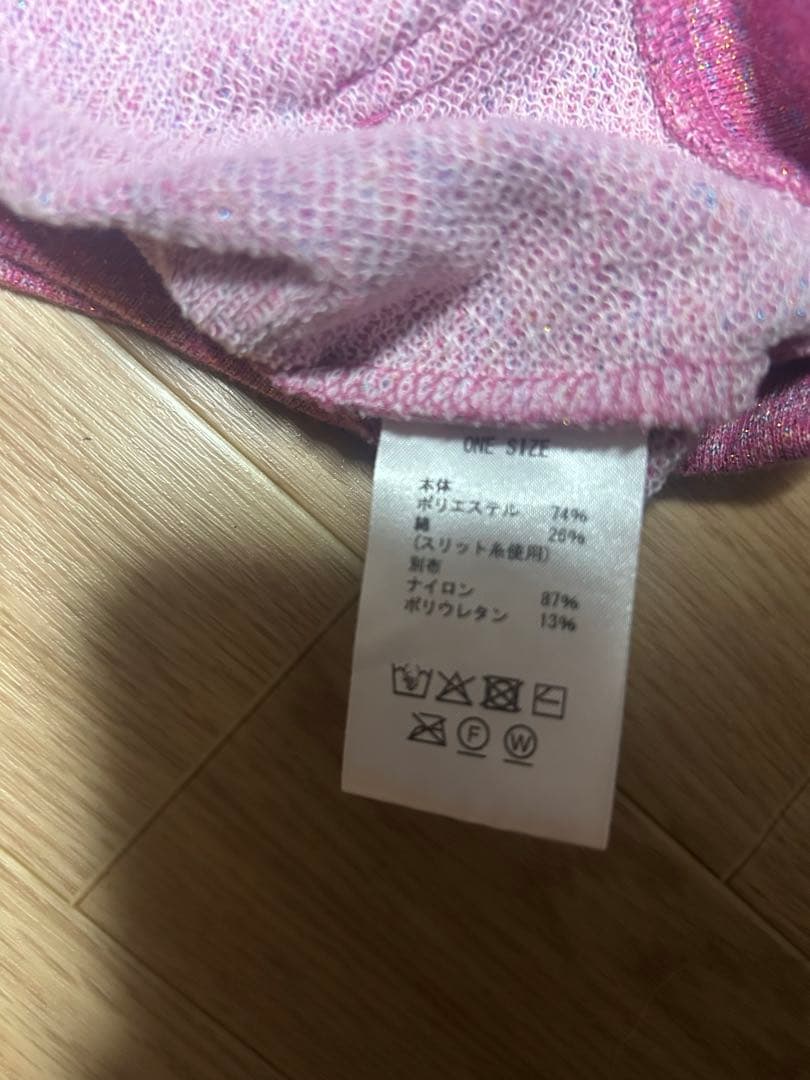 ONE SIZE
本体
ポリエステル 74%
綿 26%
(スリット糸使用)
別布
ナイロン 87%
ポリウレタン 13%
F W